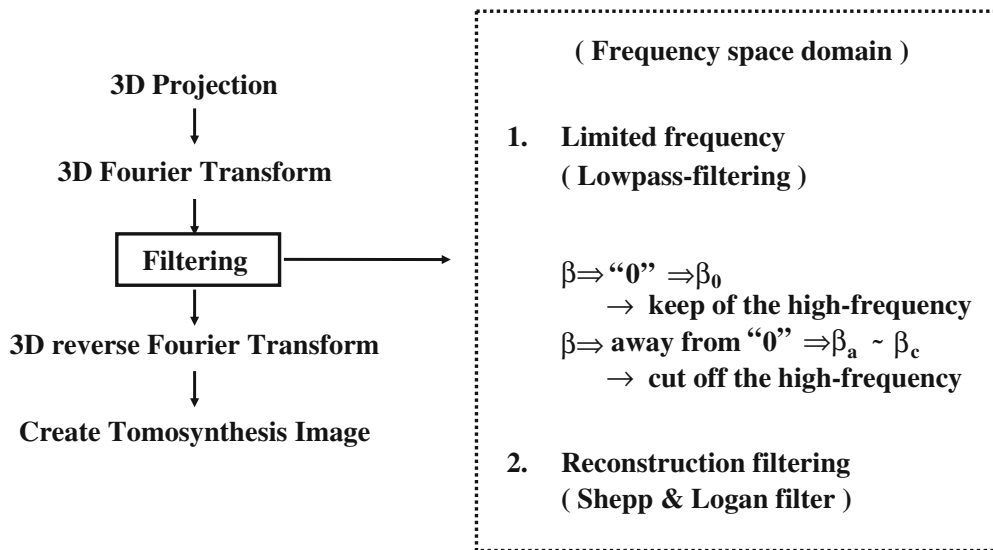 3D Projection
3D Fourier Transform
Filtering
3D reverse Fourier Transform
Create Tomosynthesis Image
( Frequency space domain )
1. Limited frequency
( Lowpass-filtering )
β⇒ “0” ⇒β₀
→ keep of the high-frequency
β⇒ away from “0” ⇒βₐ ~ β꜀
→ cut off the high-frequency
2. Reconstruction filtering
( Shepp & Logan filter )